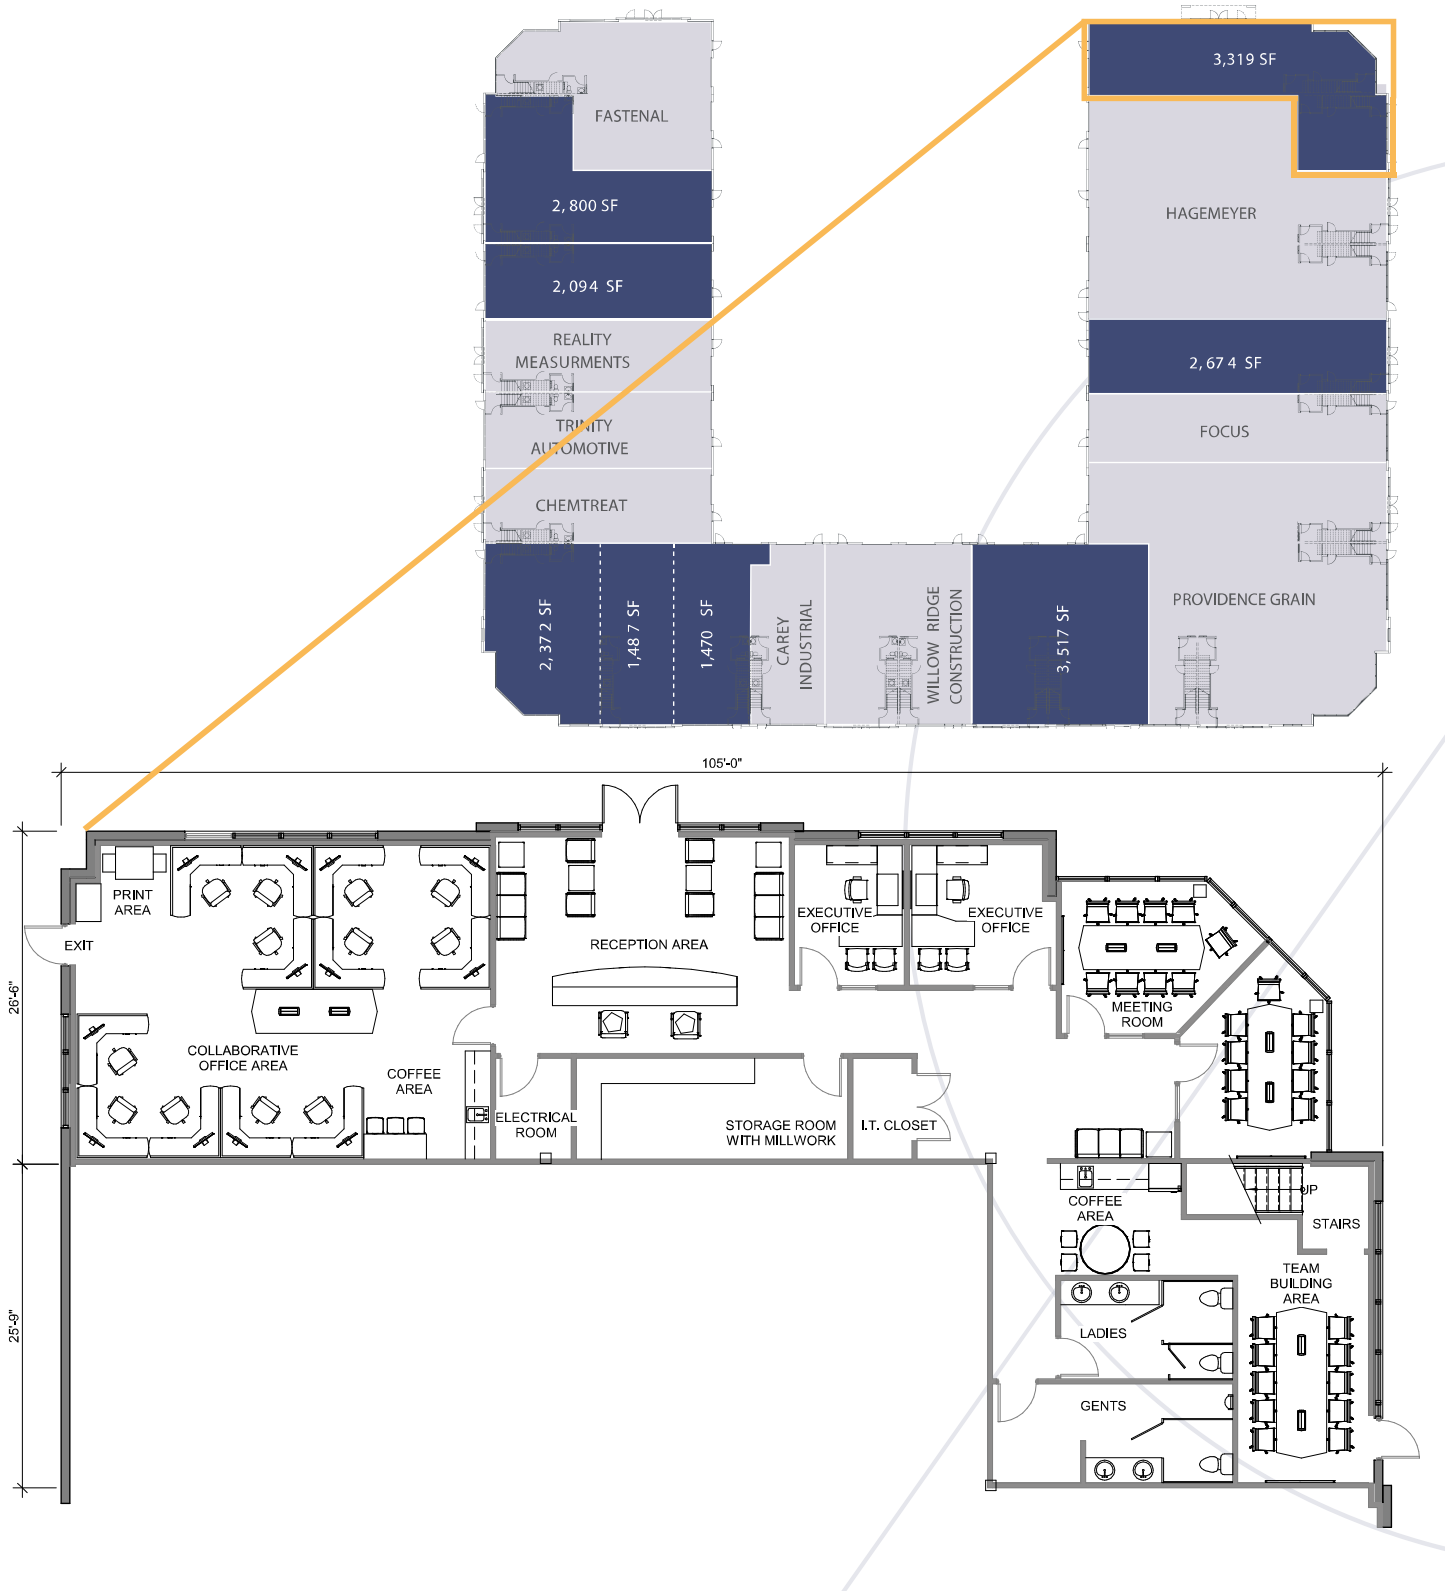 3,319 SF
FASTENAL
2, 800 SF
HAGEMEYER
2, 094 SF
REALITY
MEASURMENTS
2, 67 4 SF
TRINITY
AUTOMOTIVE
FOCUS
CHEMTREAT
2, 37 2 SF
1,48 7 SF
1,470 SF
CAREY
INDUSTRIAL
WILLOW RIDGE
CONSTRUCTION
3, 517 SF
PROVIDENCE GRAIN
105'-0"
26'-6"
25'-9"
PRINT
AREA
EXIT
RECEPTION AREA
EXECUTIVE
OFFICE
EXECUTIVE
OFFICE
MEETING
ROOM
COLLABORATIVE
OFFICE AREA
COFFEE
AREA
ELECTRICAL
ROOM
STORAGE ROOM
WITH MILLWORK
I.T. CLOSET
COFFEE
AREA
UP
STAIRS
TEAM
BUILDING
AREA
LADIES
GENTS